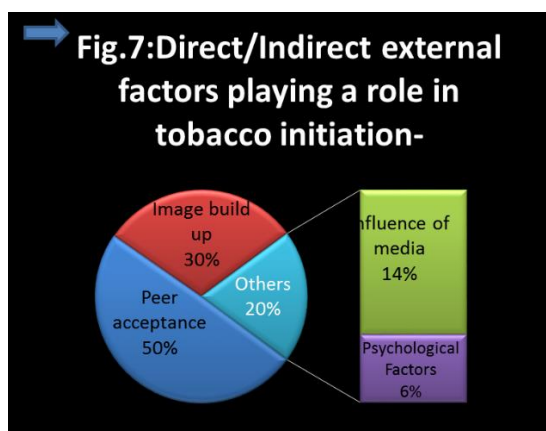 Fig.7:Direct/Indirect external
factors playing a role in
tobacco initiation-
Image build
up
30%
Others
20%
Peer
acceptance
50%
nfluence of
media
14%
Psychological
Factors
6%